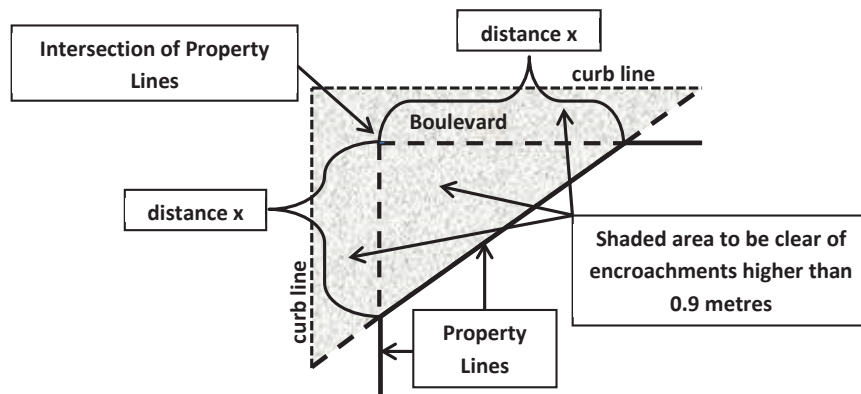 Intersection of Property
Lines
distance x
curb line
Boulevard
distance x
curb line
Shaded area to be clear of
encroachments higher than
0.9 metres
Property
Lines